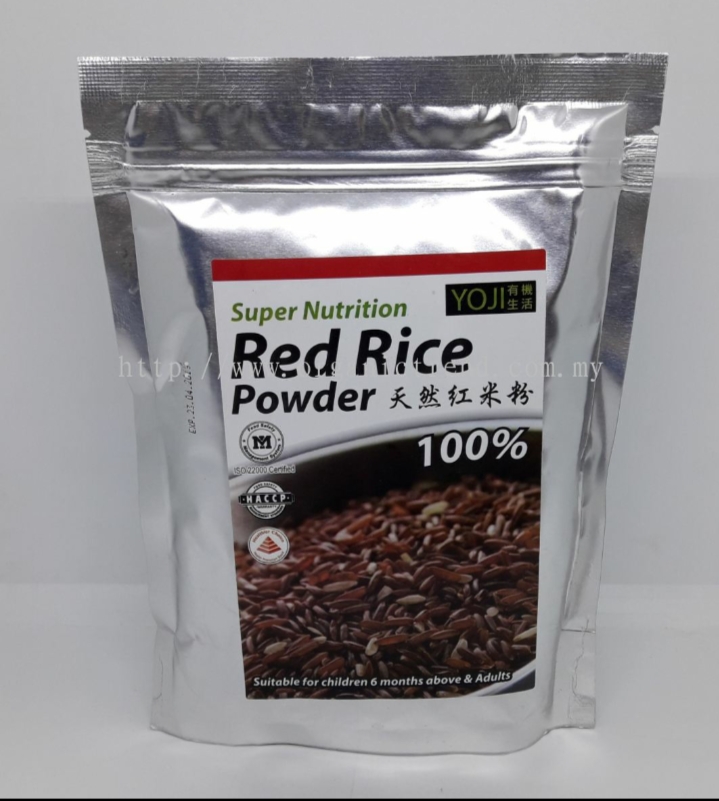 Super Nutrition
YOJI 有機生活
Red Rice
Powder 天然红米粉
100%
ISO 22000 Certified
HACCP
Suitable for children 6 months above & Adults